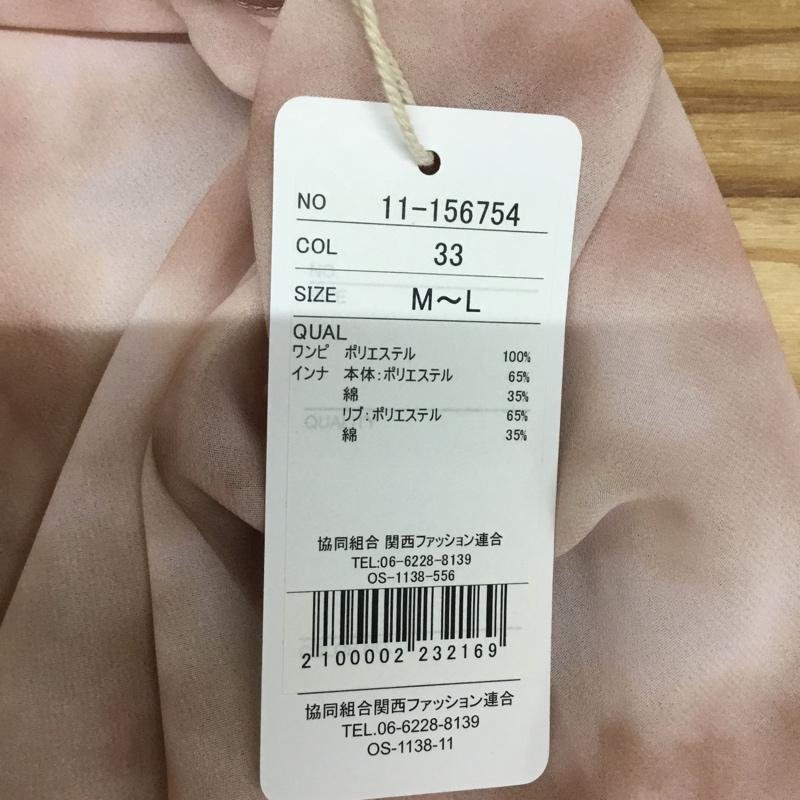 NO 11-156754
COL 33
SIZE M～L
QUAL
ワンピ ポリエステル 100%
インナ 本体:ポリエステル 65%
綿 35%
リブ:ポリエステル 65%
綿 35%
協同組合 関西ファッション連合
TEL:06-6228-8139
OS-1138-556
2 100002 232169
協同組合関西ファッション連合
TEL.06-6228-8139
OS-1138-11